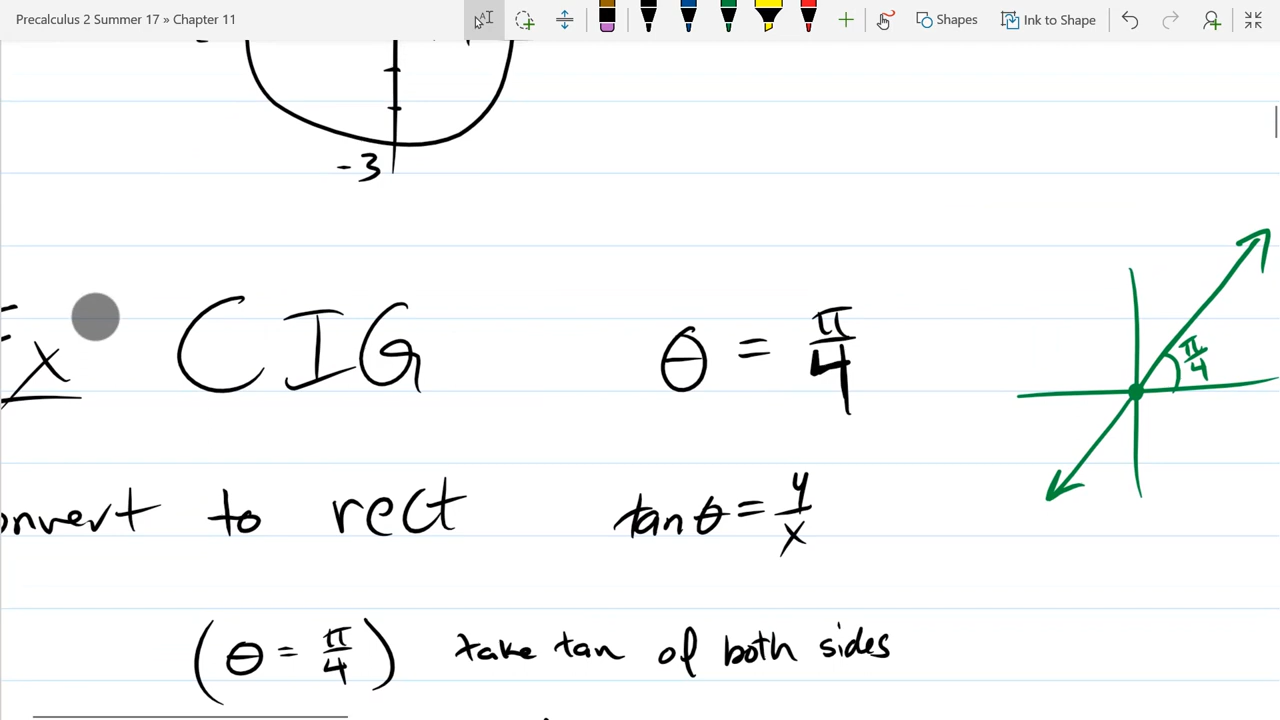 Precalculus 2 Summer 17 » Chapter 11
Shapes
Ink to Shape
-3
Ex CIG θ = π/4
π/4
onvert to rect tanθ = y/x
(θ = π/4) take tan of both sides